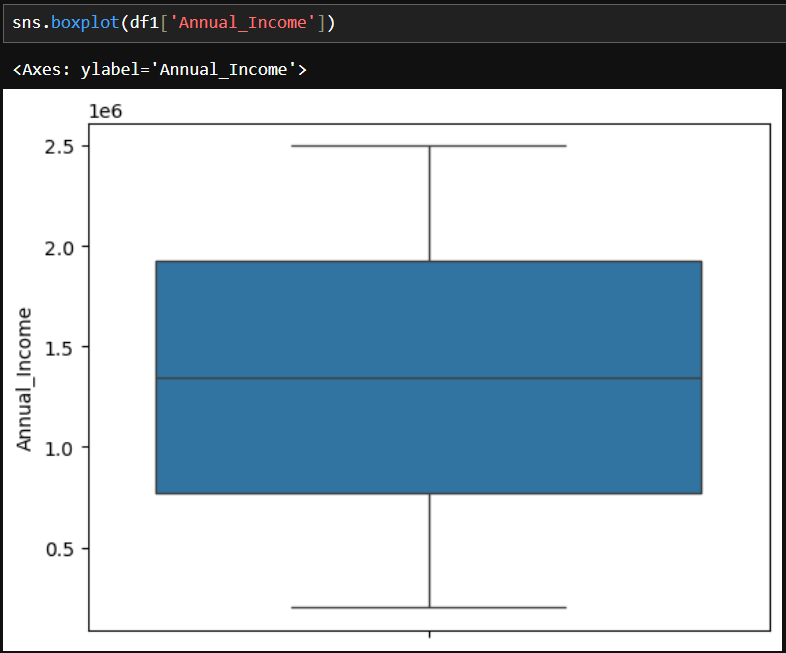 sns.boxplot(df1['Annual_Income'])
<Axes: ylabel='Annual_Income'>
1e6
2.5
2.0
1.5
1.0
0.5
Annual_Income